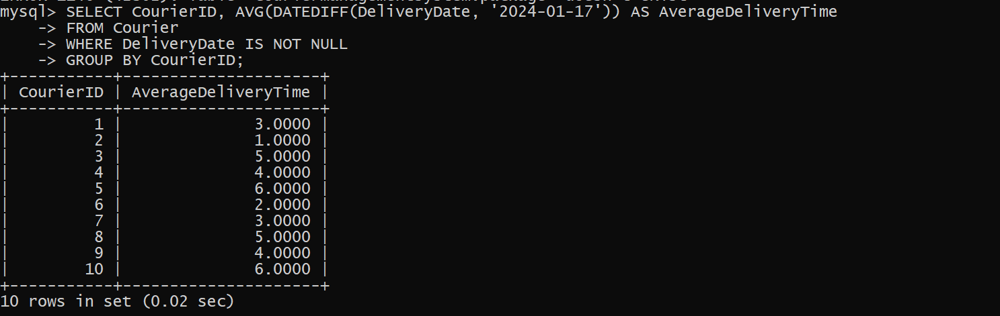 mysql> SELECT CourierID, AVG(DATEDIFF(DeliveryDate, '2024-01-17')) AS AverageDeliveryTime
    -> FROM Courier
    -> WHERE DeliveryDate IS NOT NULL
    -> GROUP BY CourierID;
+-----------+---------------------+
| CourierID | AverageDeliveryTime |
+-----------+---------------------+
|         1 |              3.0000 |
|         2 |              1.0000 |
|         3 |              5.0000 |
|         4 |              4.0000 |
|         5 |              6.0000 |
|         6 |              2.0000 |
|         7 |              3.0000 |
|         8 |              5.0000 |
|         9 |              4.0000 |
|        10 |              6.0000 |
+-----------+---------------------+
10 rows in set (0.02 sec)